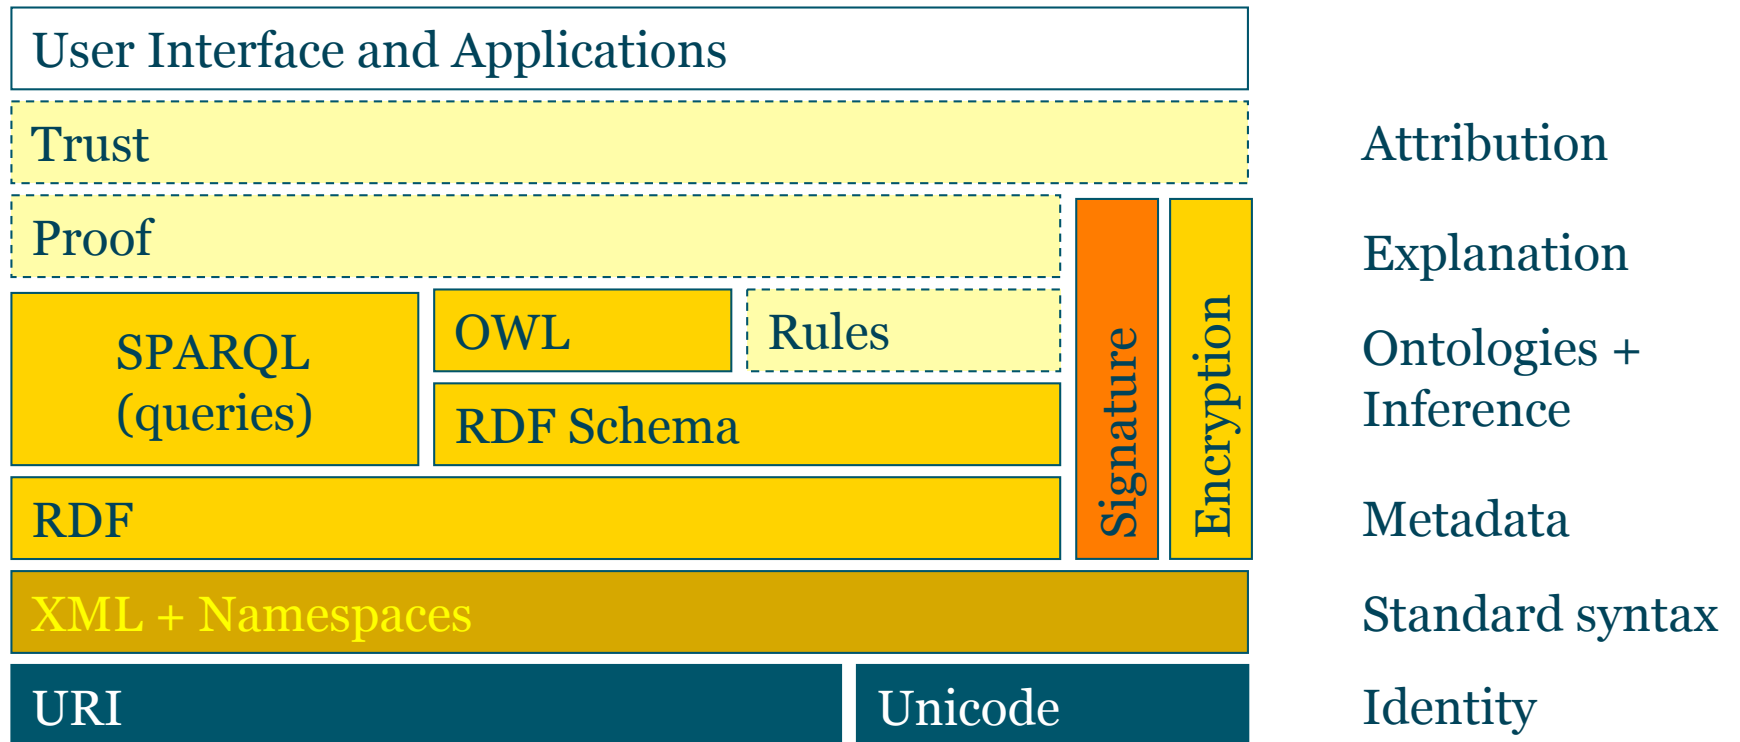 User Interface and Applications
Trust
Attribution
Proof
Explanation
SPARQL
(queries)
OWL
Rules
RDF Schema
Signature
Encryption
Ontologies +
Inference
RDF
Metadata
XML + Namespaces
Standard syntax
URI
Unicode
Identity